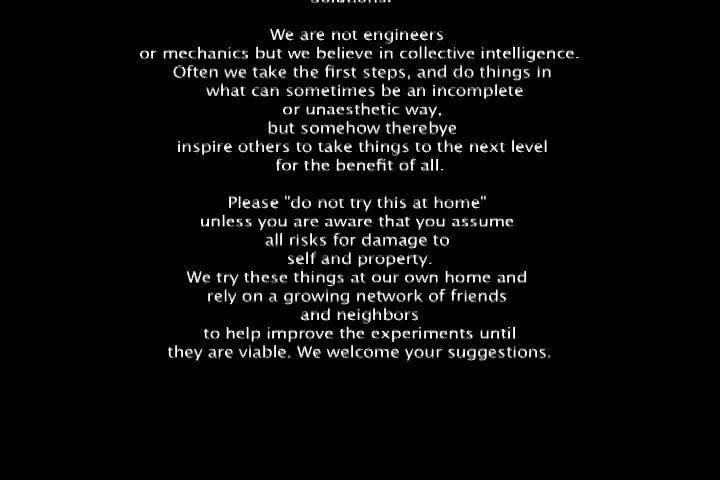 We are not engineers
or mechanics but we believe in collective intelligence.
Often we take the first steps, and do things in
what can sometimes be an incomplete
or unaesthetic way,
but somehow therebye
inspire others to take things to the next level
for the benefit of all.
Please "do not try this at home"
unless you are aware that you assume
all risks for damage to
self and property.
We try these things at our own home and
rely on a growing network of friends
and neighbors
to help improve the experiments until
they are viable. We welcome your suggestions.